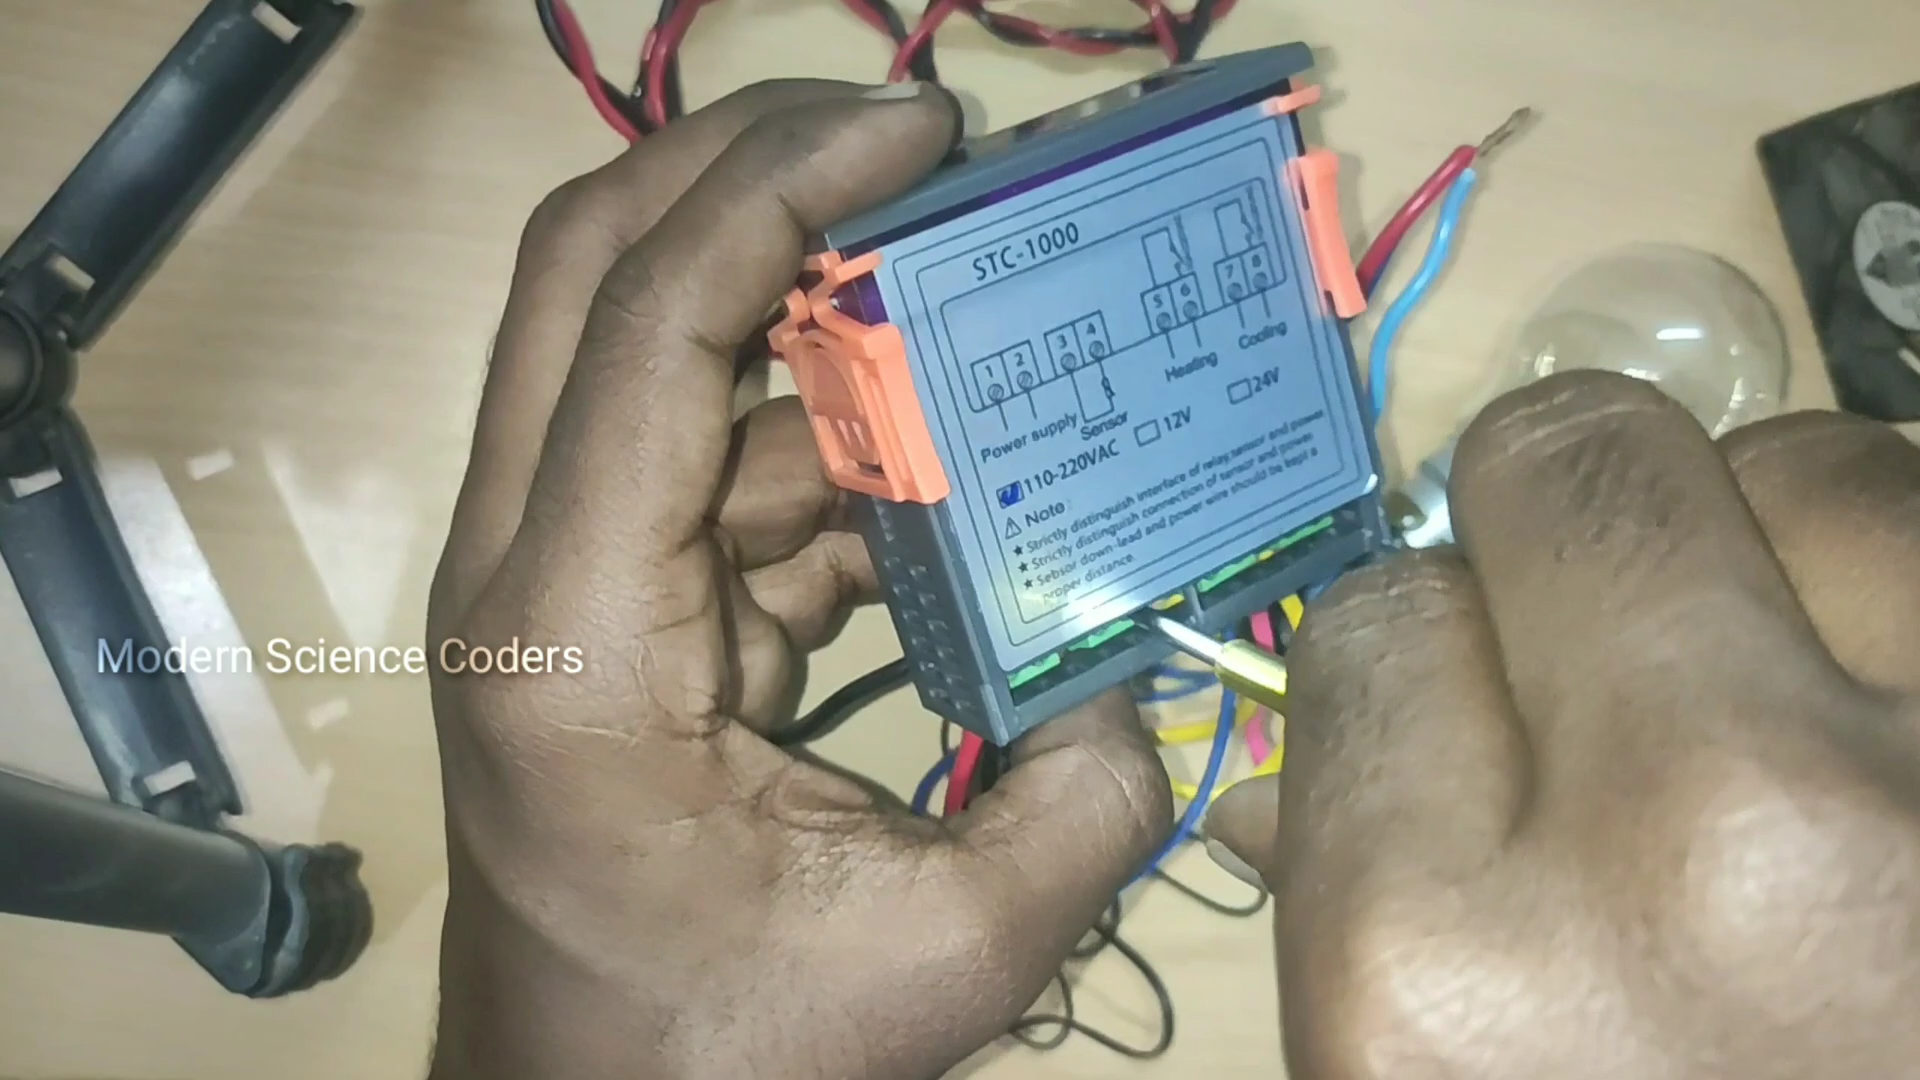 STC-1000
1 2 3 4 5 6 7 8
Power supply Sensor Heating Cooling
110-220VAC 12V 24V
Note:
★ Strictly distinguish interface of relay,sensor and power
★ Strictly distinguish connection of sensor and power
★ Sebsor down-lead and power wire should be kept a
proper distance.
Modern Science Coders